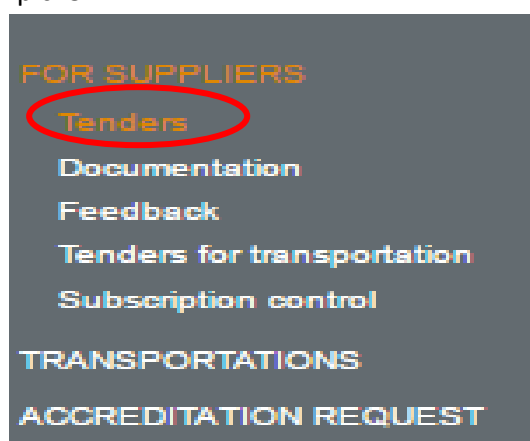 FOR SUPPLIERS
Tenders
Documentation
Feedback
Tenders for transportation
Subscription control
TRANSPORTATIONS
ACCREDITATION REQUEST